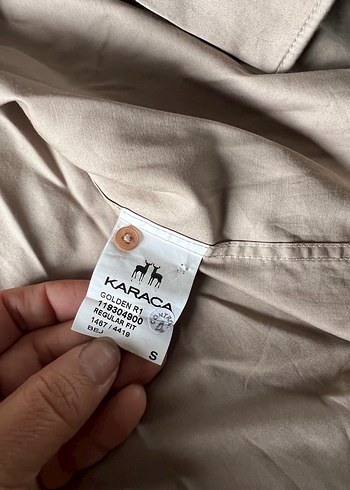 KARACA
GOLDEN R1
119304900
REGULAR FIT
1467 / 4418
BEJ
S